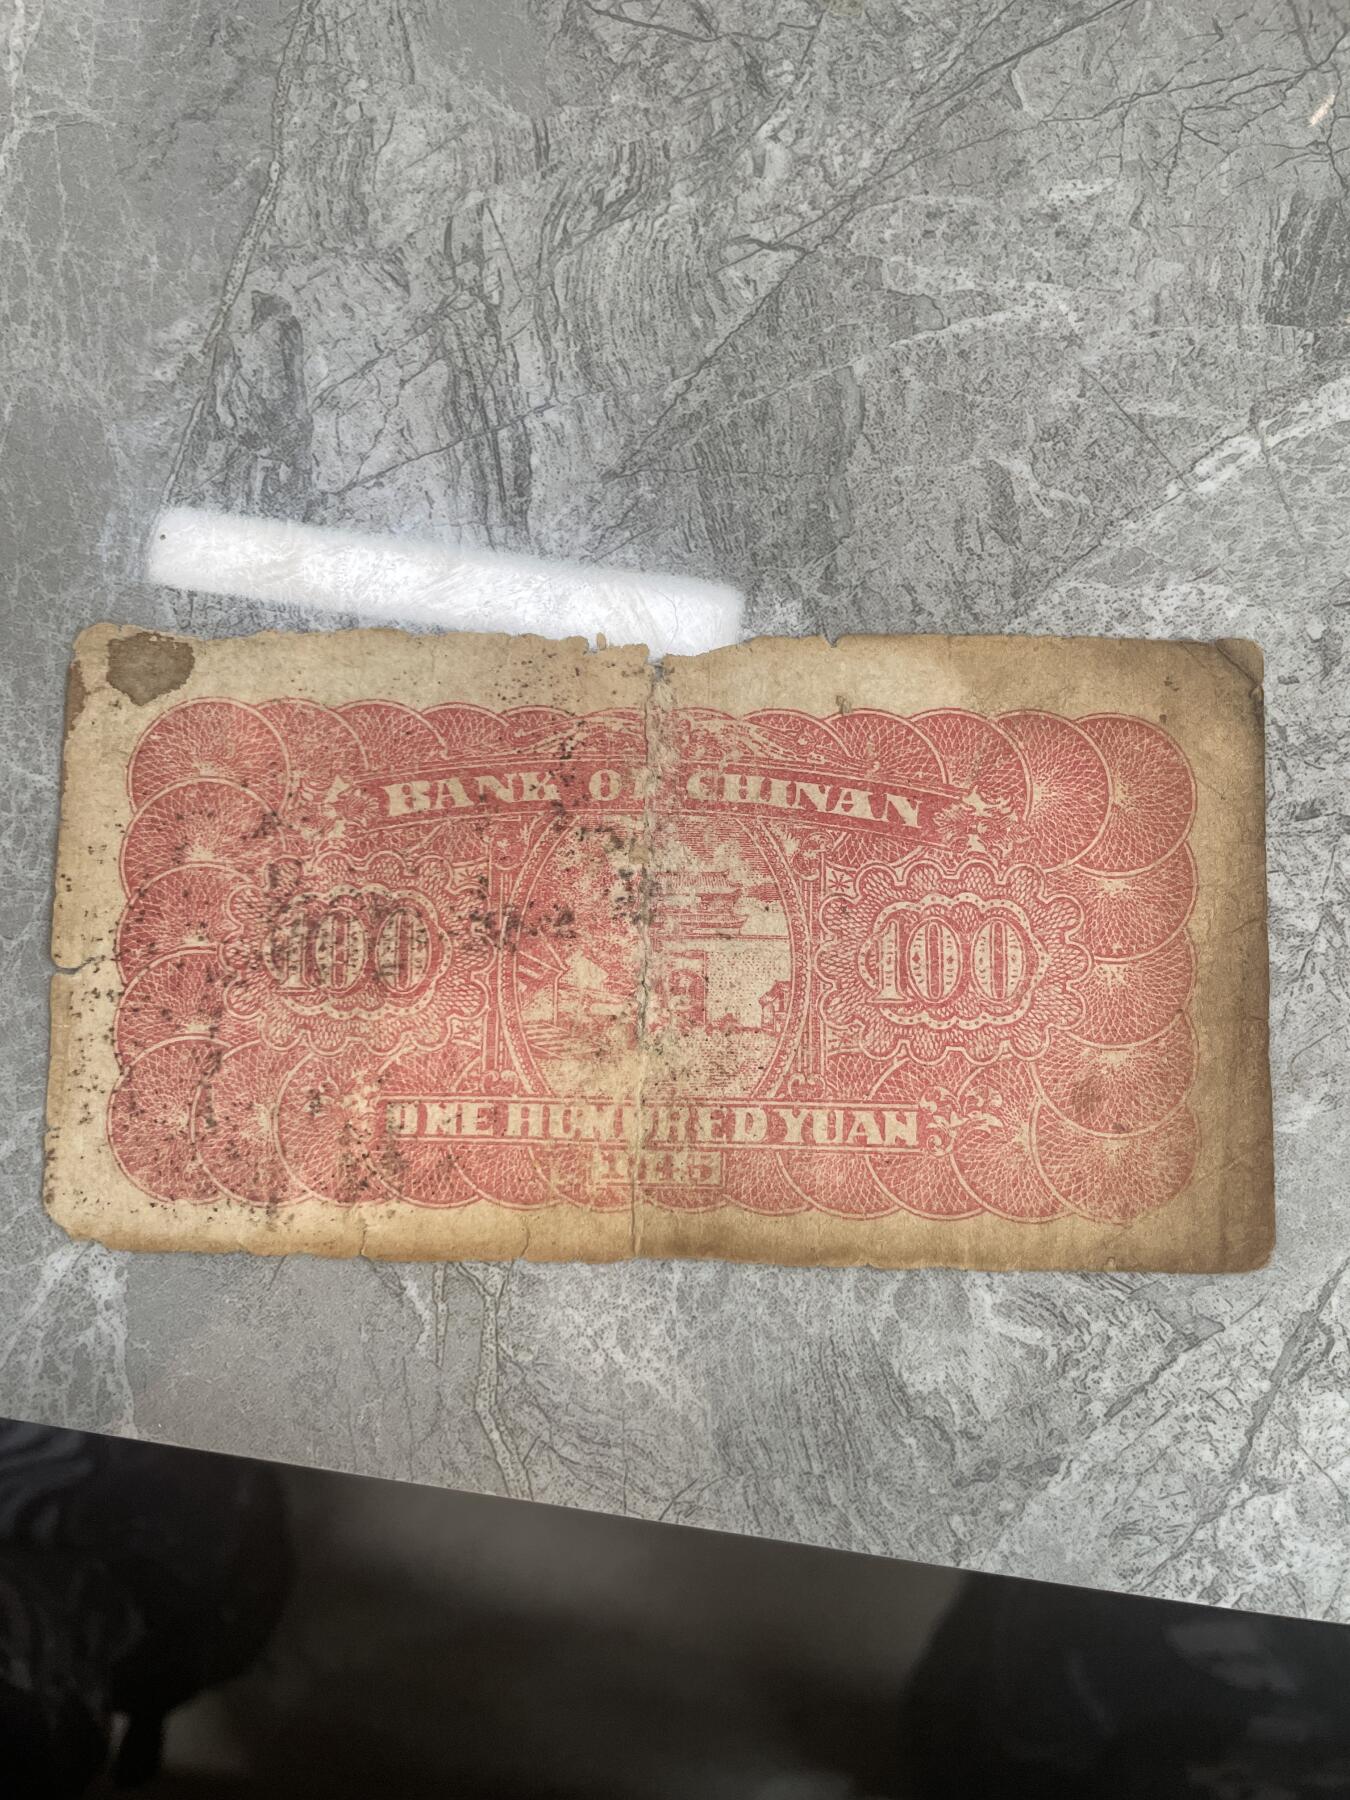 BANK OF CHINAN
100
100
ONE HUNDRED YUAN